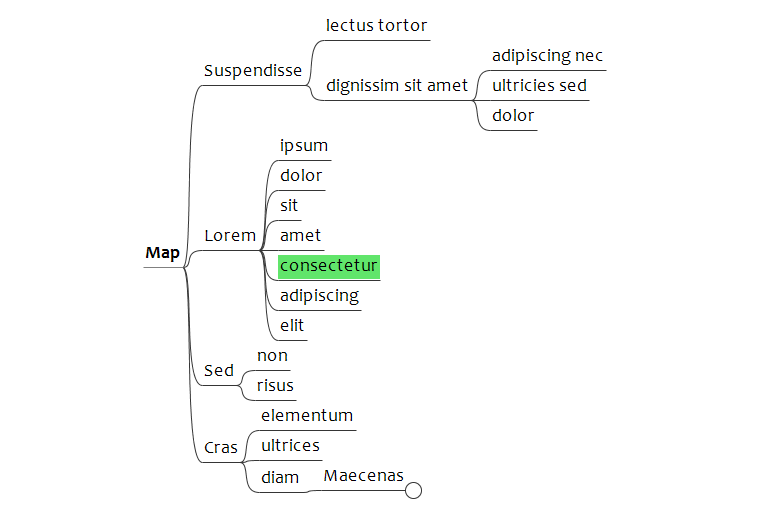 Map
Suspendisse
lectus tortor
dignissim sit amet
adipiscing nec
ultricies sed
dolor
Lorem
ipsum
dolor
sit
amet
consectetur
adipiscing
elit
Sed
non
risus
Cras
elementum
ultrices
diam
Maecenas